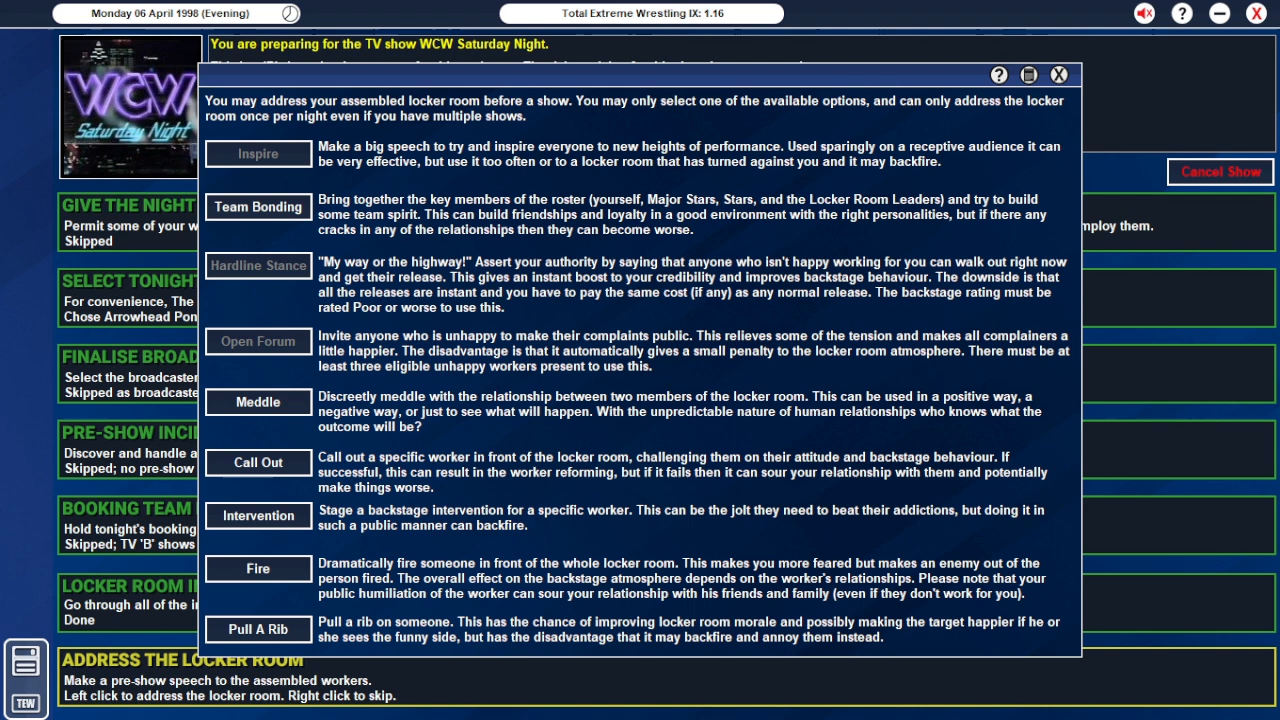 Monday 06 April 1998 (Evening)
Total Extreme Wrestling IX: 1.16
?
X
WCW
Saturday Night
You are preparing for the TV show WCW Saturday Night.
? X
You may address your assembled locker room before a show. You may only select one of the available options, and can only address the locker
room once per night even if you have multiple shows.
Inspire
Make a big speech to try and inspire everyone to new heights of performance. Used sparingly on a receptive audience it can
be very effective, but use it too often or to a locker room that has turned against you and it may backfire.
Team Bonding
Bring together the key members of the roster (yourself, Major Stars, Stars, and the Locker Room Leaders) and try to build
some team spirit. This can build friendships and loyalty in a good environment with the right personalities, but if there any
cracks in any of the relationships then they can become worse.
Hardline Stance
"My way or the highway!" Assert your authority by saying that anyone who isn't happy working for you can walk out right now
and get their release. This gives an instant boost to your credibility and improves backstage behaviour. The downside is that
all the releases are instant and you have to pay the same cost (if any) as any normal release. The backstage rating must be
rated Poor or worse to use this.
Open Forum
Invite anyone who is unhappy to make their complaints public. This relieves some of the tension and makes all complainers a
little happier. The disadvantage is that it automatically gives a small penalty to the locker room atmosphere. There must be at
least three eligible unhappy workers present to use this.
Meddle
Discreetly meddle with the relationship between two members of the locker room. This can be used in a positive way, a
negative way, or just to see what will happen. With the unpredictable nature of human relationships who knows what the
outcome will be?
Call Out
Call out a specific worker in front of the locker room, challenging them on their attitude and backstage behaviour. If
successful, this can result in the worker reforming, but if it fails then it can sour your relationship with them and potentially
make things worse.
Intervention
Stage a backstage intervention for a specific worker. This can be the jolt they need to beat their addictions, but doing it in
such a public manner can backfire.
Fire
Dramatically fire someone in front of the whole locker room. This makes you more feared but makes an enemy out of the
person fired. The overall effect on the backstage atmosphere depends on the worker's relationships. Please note that your
public humiliation of the worker can sour your relationship with his friends and family (even if they don't work for you).
Pull A Rib
Pull a rib on someone. This has the chance of improving locker room morale and possibly making the target happier if he or
she sees the funny side, but has the disadvantage that it may backfire and annoy them instead.
Cancel Show
GIVE THE NIGHT
Permit some of your w
mploy them.
Skipped
SELECT TONIGHT
For convenience, The
Chose Arrowhead Pon
FINALISE BROAD
Select the broadcaster
Skipped as broadcaste
PRE-SHOW INCI
Discover and handle a
Skipped; no pre-show
BOOKING TEAM
Hold tonight's booking
Skipped; TV 'B' shows
LOCKER ROOM I
Go through all of the i
Done
ADDRESS THE LOCKER ROOM
Make a pre-show speech to the assembled workers.
Left click to address the locker room. Right click to skip.
TEW